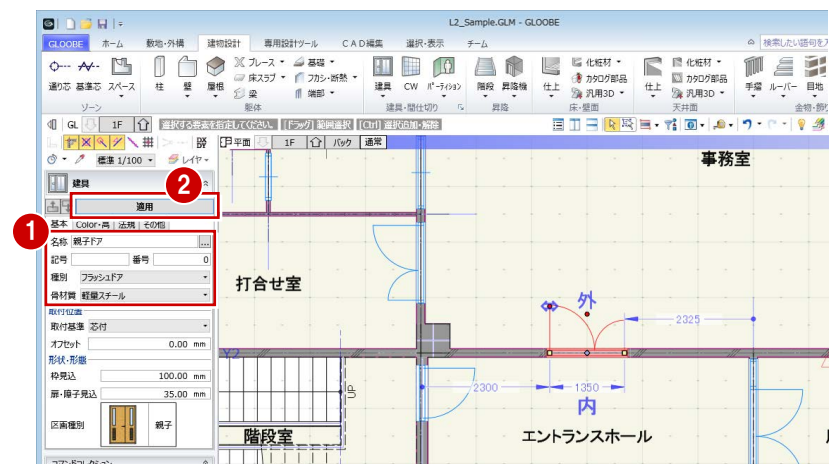 L2_Sample.GLM - GLOOBE
GLOOBE ホーム 敷地・外構 建物設計 専用設計ツール CAD編集 選択・表示 チーム 検索したい語句を入
ブレース 基礎 化粧材 化粧材
床スラブ フカシ・断熱 カタログ部品 カタログ部品
通り芯 基準芯 スペース 柱 壁 屋根 梁 端部 建具 CW パーテイション 階段 昇降機 仕上 汎用3D 仕上 汎用3D 手摺 ルーバー 目地
ゾーン 躯体 建具・間仕切り 昇降 床・壁面 天井面 金物・
GL 1F 選択する要素を指定してください。 [[ドラッグ] 範囲選択 [[Ctrl] 選択追加・解除
平面 1F バック 通常
標準 1/100 レイヤ
建具
2
適用
1
基本 Color・異 法規 その他
名称 親子ドア ...
記号 番号 0
種別 フラッシュドア
骨材質 軽量スチール
取付位置
取付基準 芯付
オフセット 0.00 mm
形状・形態
枠見込 100.00 mm
扉・障子見込 35.00 mm
区画種別 親子
コマンドコレクション
事務室
打合せ室
外
2325
Y2
2300
1350
内
UP
階段室
エントランスホール